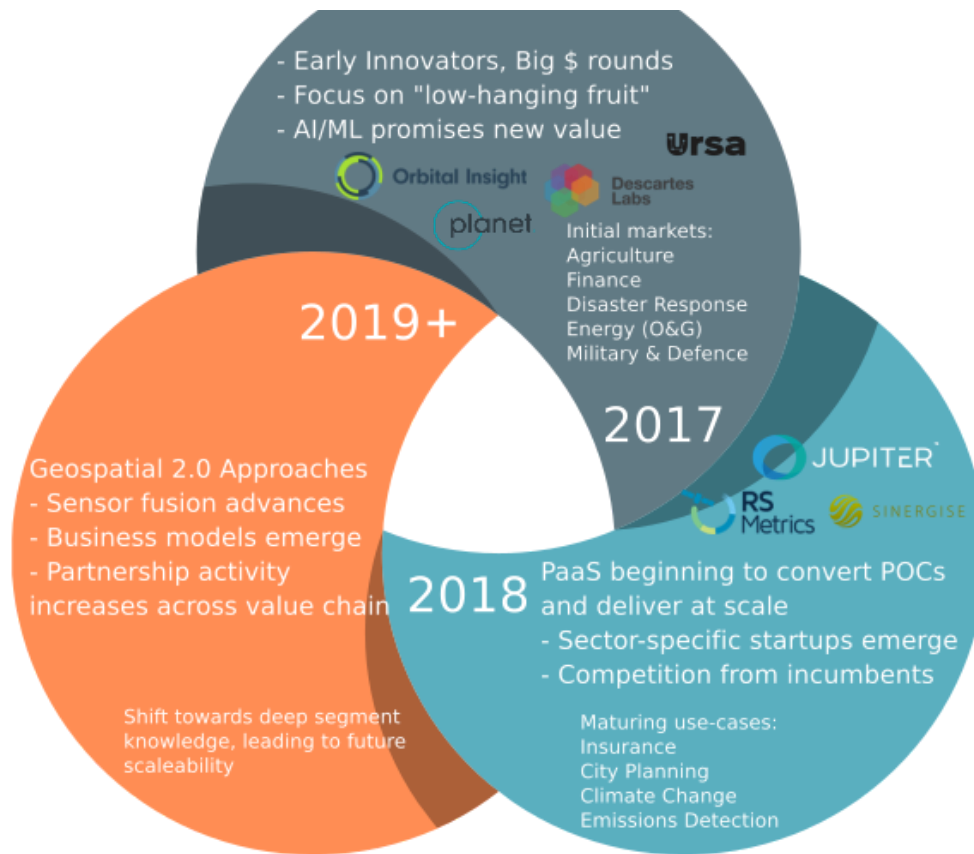 - Early Innovators, Big $ rounds
- Focus on "low-hanging fruit"
- AI/ML promises new value
Ursa
Orbital Insight
Descartes
Labs
planet
Initial markets:
Agriculture
Finance
Disaster Response
Energy (O&G)
Military & Defence
2017
2019+
Geospatial 2.0 Approaches
- Sensor fusion advances
- Business models emerge
- Partnership activity
increases across value chain
Shift towards deep segment
knowledge, leading to future
scaleability
JUPITER
RS
Metrics
SINERGISE
2018
PaaS beginning to convert POCs
and deliver at scale
- Sector-specific startups emerge
- Competition from incumbents
Maturing use-cases:
Insurance
City Planning
Climate Change
Emissions Detection